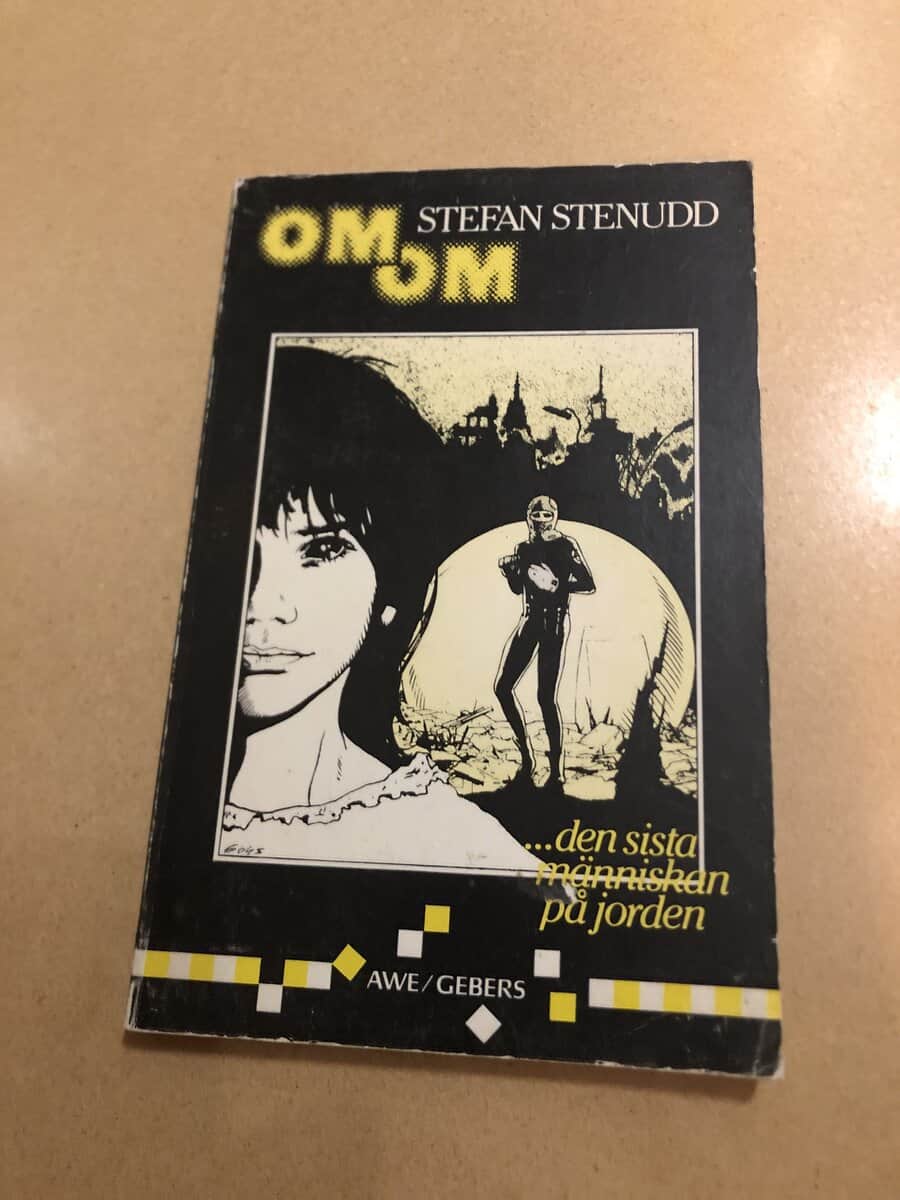 OM
OM
STEFAN STENUDD
...den sista
människan
på jorden
AWE/GEBERS